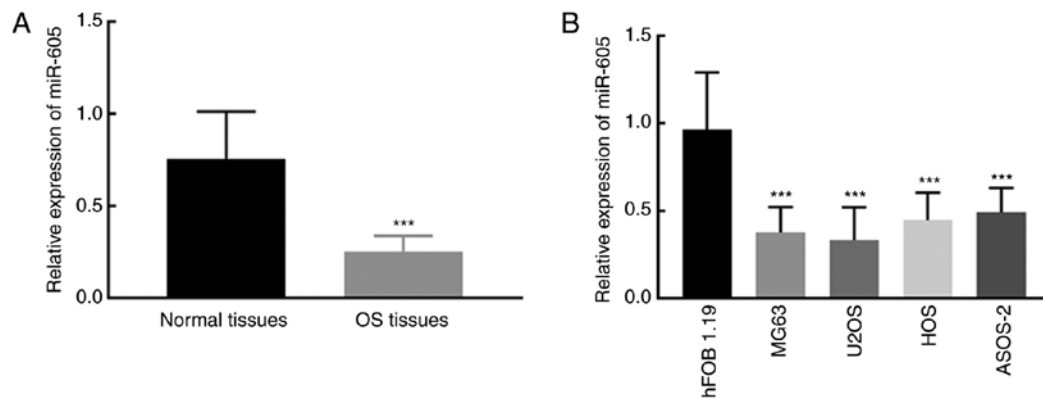 A
Relative expression of miR-605
1.5
1.0
0.5
0.0
***
Normal tissues
OS tissues
B
Relative expression of miR-605
1.5
1.0
0.5
0.0
***
***
***
***
hFOB 1.19
MG63
U2OS
HOS
ASOS-2